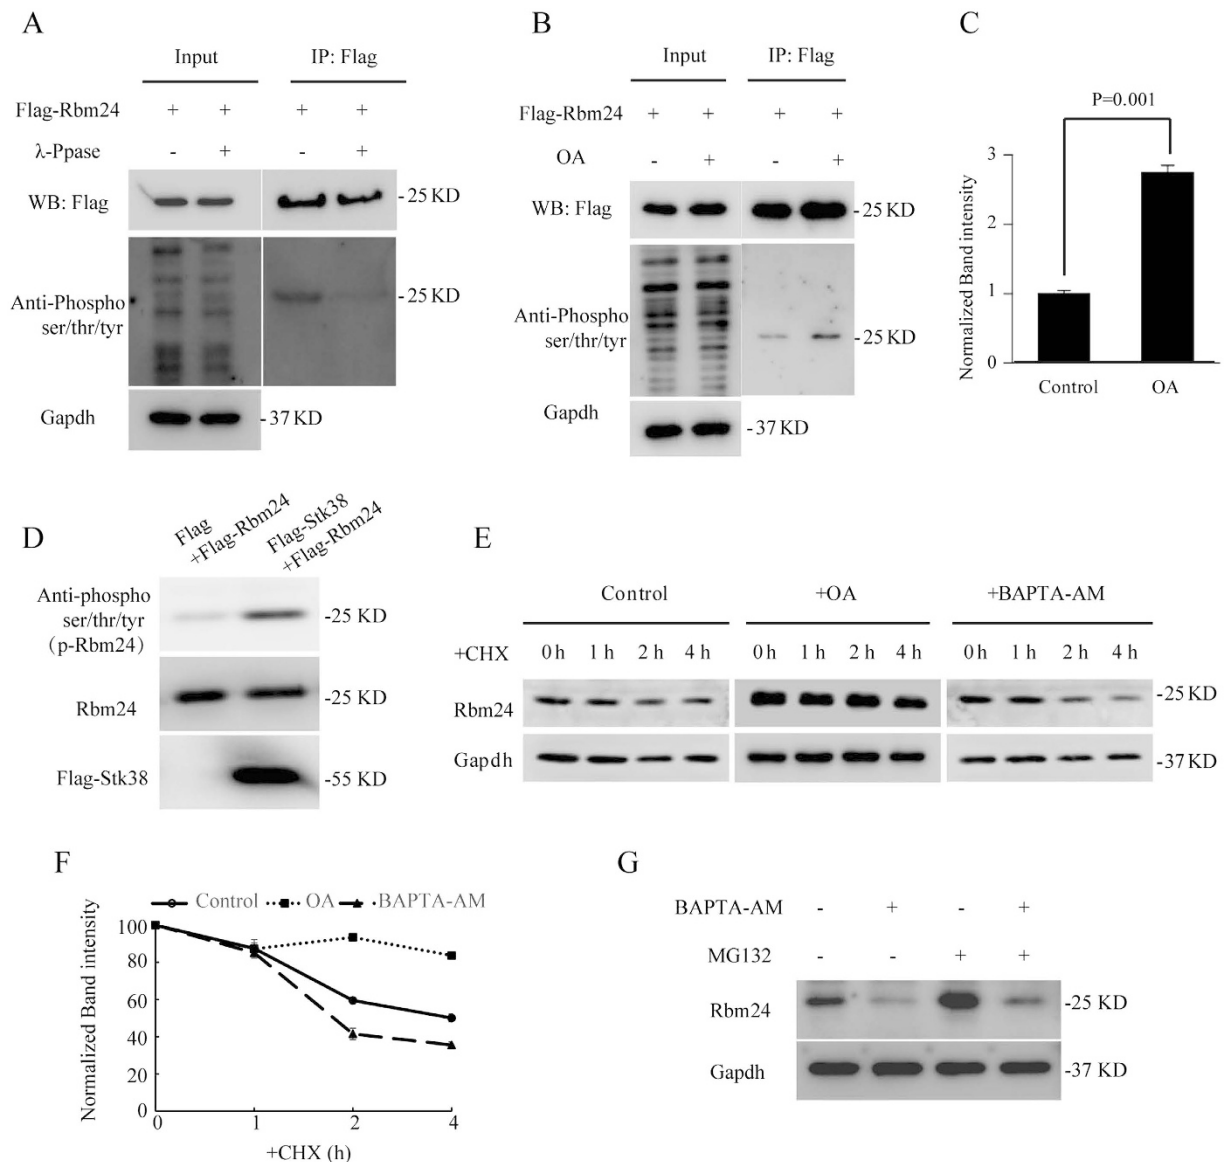 A
Input
IP: Flag
Flag-Rbm24
+ + + +
λ-Ppase
- + - +
WB: Flag
-25 KD
Anti-Phospho
ser/thr/tyr
-25 KD
Gapdh
-37 KD
B
Input
IP: Flag
Flag-Rbm24
+ + + +
OA
- + - +
WB: Flag
-25 KD
Anti-Phospho
ser/thr/tyr
-25 KD
Gapdh
-37 KD
C
P=0.001
Normalized Band intensity
3
2
1
0
Control
OA
D
Flag
+Flag-Rbm24
Flag-Stk38
+Flag-Rbm24
Anti-phospho
ser/thr/tyr
(p-Rbm24)
-25 KD
Rbm24
-25 KD
Flag-Stk38
-55 KD
E
Control
+OA
+BAPTA-AM
+CHX
0 h 1 h 2 h 4 h
0 h 1 h 2 h 4 h
0 h 1 h 2 h 4 h
Rbm24
-25 KD
Gapdh
-37 KD
F
Control OA BAPTA-AM
Normalized Band intensity
100
80
60
40
20
0
0 1 2 4
+CHX (h)
G
BAPTA-AM
- + - +
MG132
- - + +
Rbm24
-25 KD
Gapdh
-37 KD